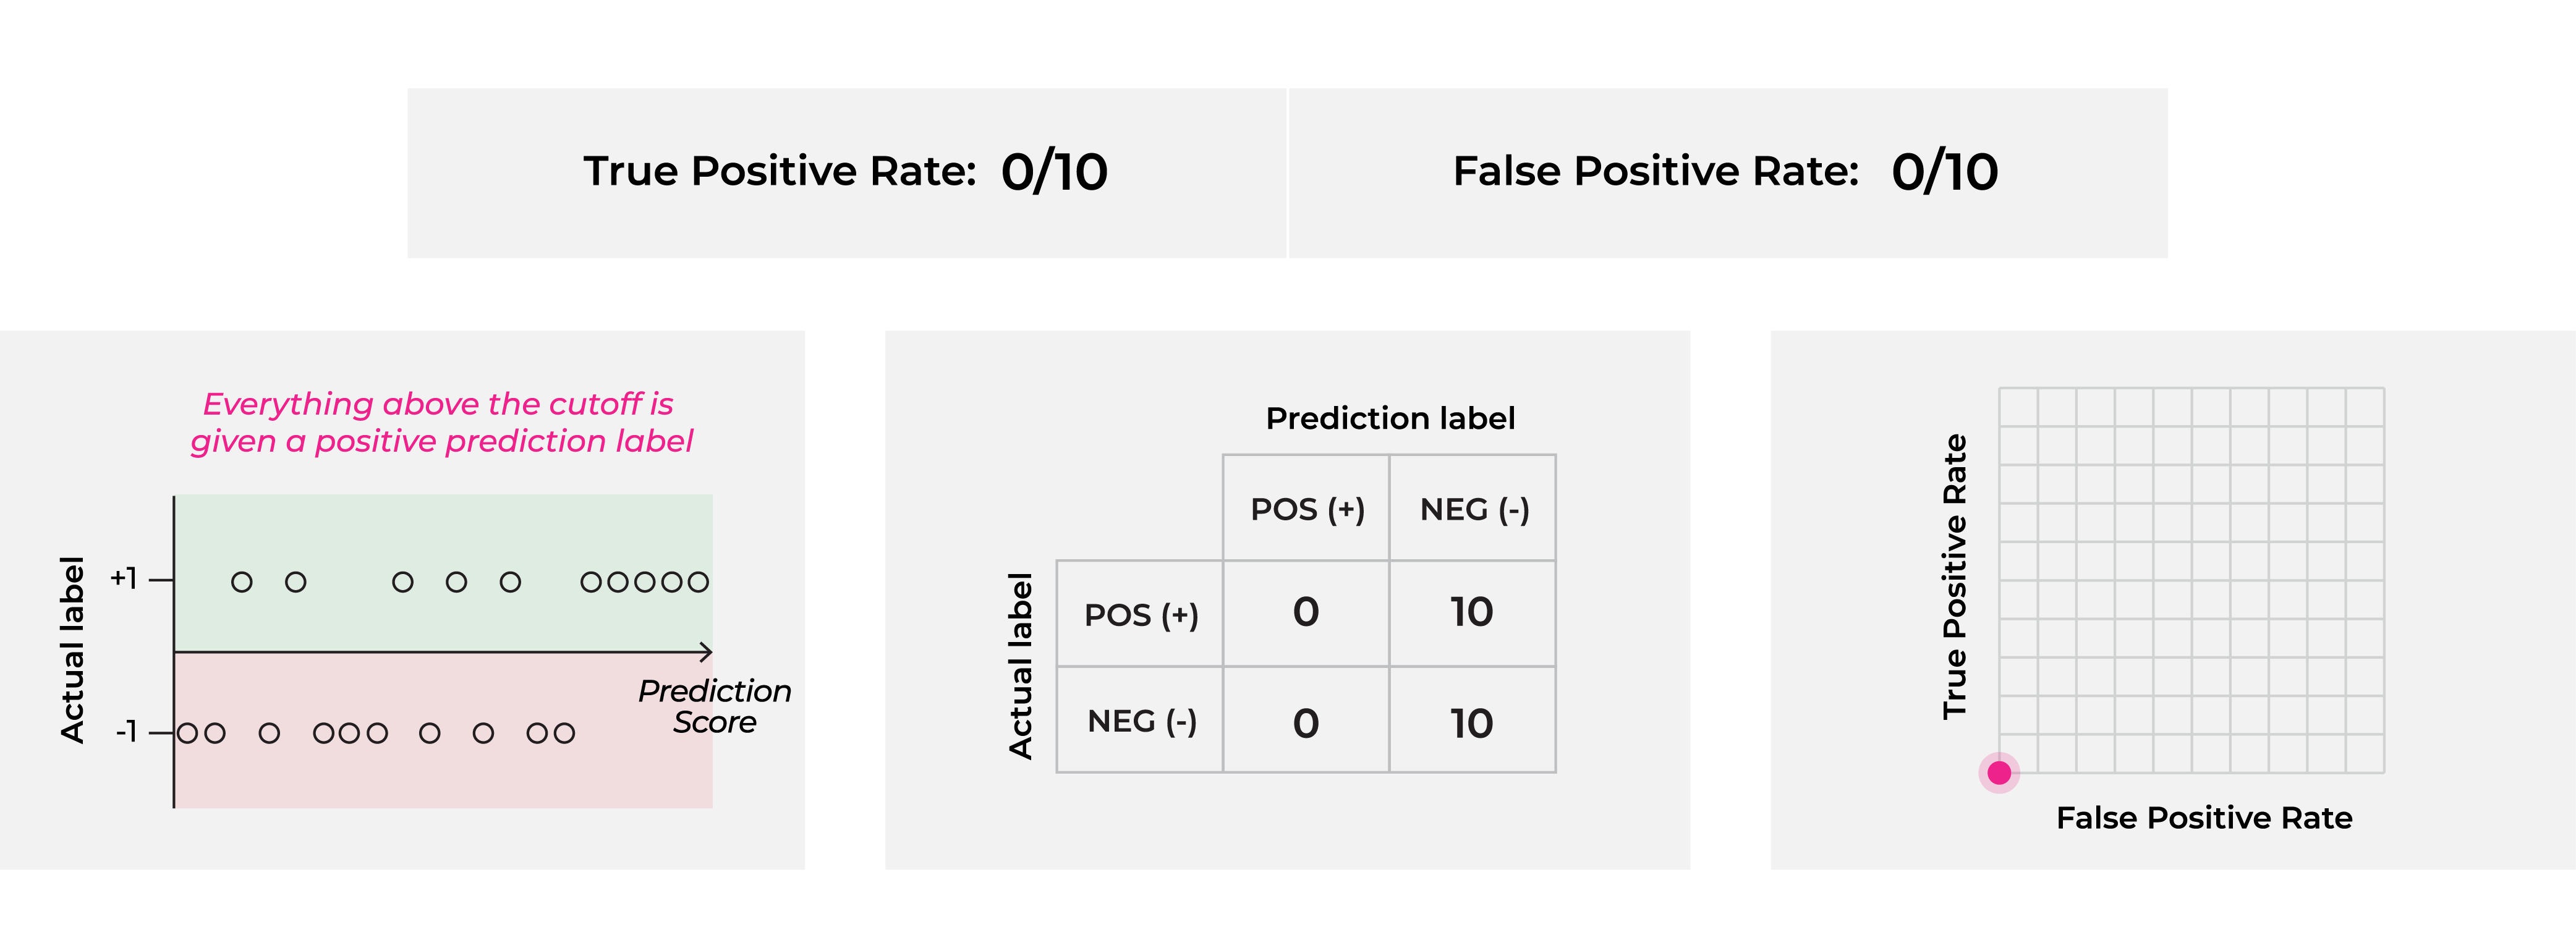 True Positive Rate: 0/10
False Positive Rate: 0/10
Everything above the cutoff is
given a positive prediction label
Actual label
+1
-1
Prediction
Score
Prediction label
POS (+) NEG (-)
Actual label
POS (+) 0 10
NEG (-) 0 10
True Positive Rate
False Positive Rate